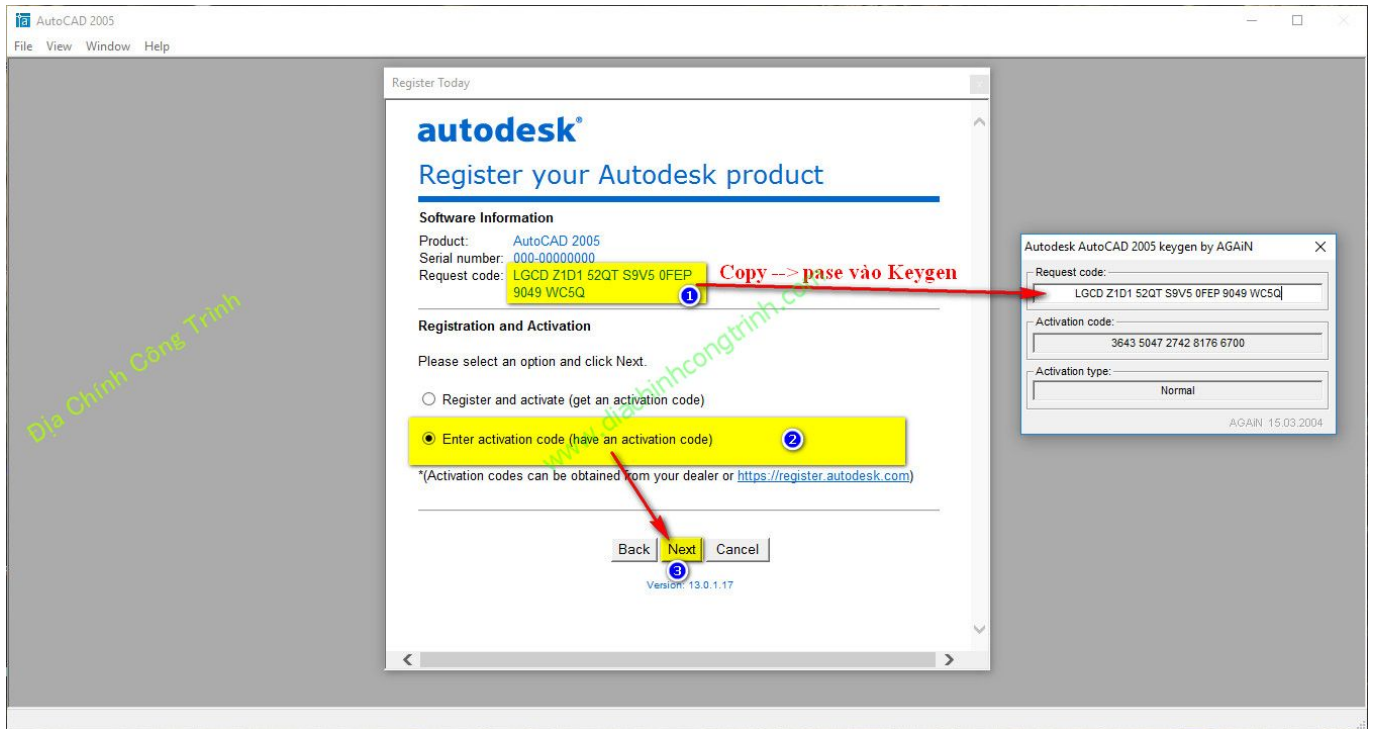 AutoCAD 2005
File View Window Help
Register Today
autodesk®
Register your Autodesk product
Software Information
Product: AutoCAD 2005
Serial number: 000-00000000
Request code: LGCD Z1D1 52QT S9V5 0FEP
9049 WC5Q
1
Copy --> pase vào Keygen
Registration and Activation
Please select an option and click Next.
Register and activate (get an activation code)
Enter activation code (have an activation code)
2
*(Activation codes can be obtained from your dealer or https://register.autodesk.com)
Back Next Cancel
3
Version: 13.0.1.17
Autodesk AutoCAD 2005 keygen by AGAiN
Request code:
LGCD Z1D1 52QT S9V5 0FEP 9049 WC5Q
Activation code:
3643 5047 2742 8176 6700
Activation type:
Normal
AGAiN 15.03.2004
Địa Chính Công Trình
www.diachinhcongtrinh.com